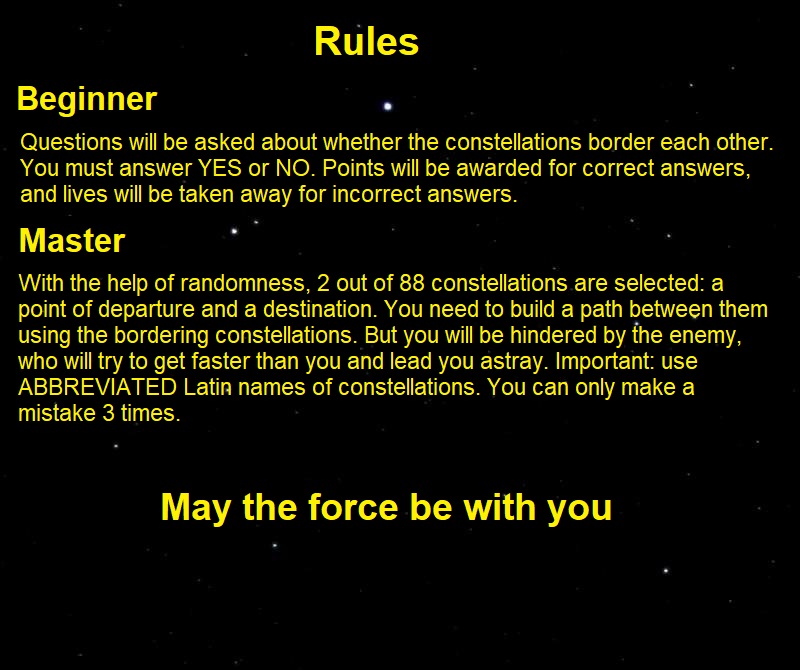 Rules
Beginner
Questions will be asked about whether the constellations border each other.
You must answer YES or NO. Points will be awarded for correct answers,
and lives will be taken away for incorrect answers.
Master
With the help of randomness, 2 out of 88 constellations are selected: a
point of departure and a destination. You need to build a path between them
using the bordering constellations. But you will be hindered by the enemy,
who will try to get faster than you and lead you astray. Important: use
ABBREVIATED Latin names of constellations. You can only make a
mistake 3 times.
May the force be with you